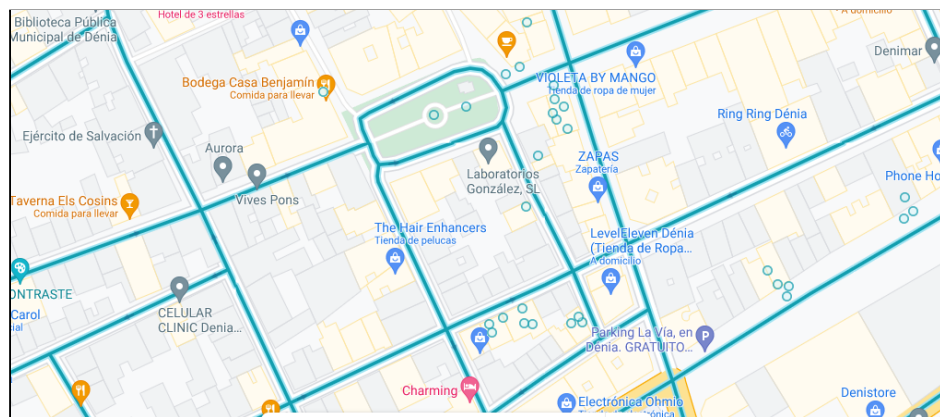 Hotel de 3 estrellas
A domicilio
Biblioteca Pública
Municipal de Dénia
Denimar
Bodega Casa Benjamín
Comida para llevar
VIOLETA BY MANGO
Tienda de ropa de mujer
Ejército de Salvación
Ring Ring Dénia
Aurora
ZAPAS
Zapatería
Laboratorios
González, SL
Phone Ho
Vives Pons
Taverna Els Cosins
Comida para llevar
The Hair Enhancers
Tienda de pelucas
LevelEleven Dénia
(Tienda de Ropa...
A domicilio
ONTRASTE
Carol
ial
CELULAR
CLINIC Denia...
P
Parking La Vía, en
Dénia. GRATUITO...
Charming
Electrónica Ohmio
Denistore